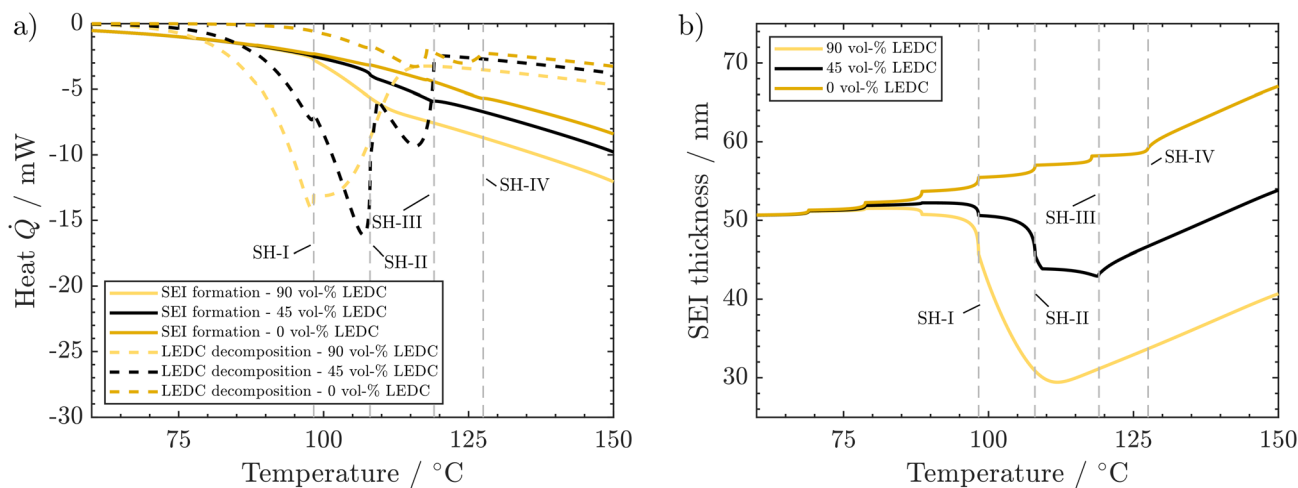 a)
0
-5
-10
-15
-20
-25
-30
75
100
125
150
Heat Q̇ / mW
Temperature / °C
SH-I
SH-II
SH-III
SH-IV
SEI formation - 90 vol-% LEDC
SEI formation - 45 vol-% LEDC
SEI formation - 0 vol-% LEDC
LEDC decomposition - 90 vol-% LEDC
LEDC decomposition - 45 vol-% LEDC
LEDC decomposition - 0 vol-% LEDC
b)
70
60
50
40
30
75
100
125
150
SEI thickness / nm
Temperature / °C
90 vol-% LEDC
45 vol-% LEDC
0 vol-% LEDC
SH-IV
SH-III
SH-I
SH-II